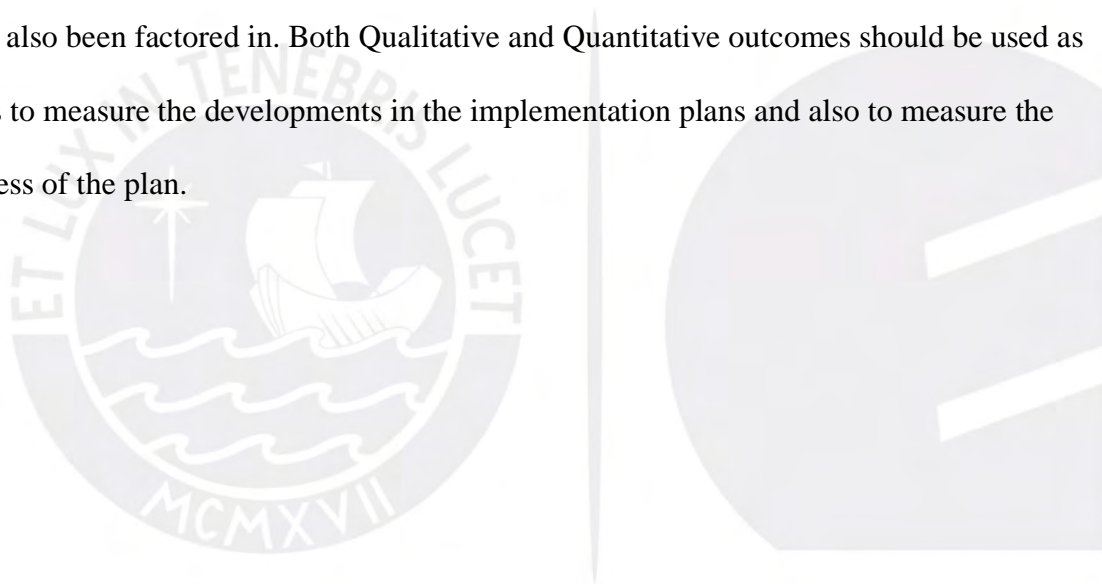 also been factored in. Both Qualitative and Quantitative outcomes should be used as
to measure the developments in the implementation plans and also to measure the
of the plan.
ET LUX IN TENEBRIS LUCET
MCMXVII